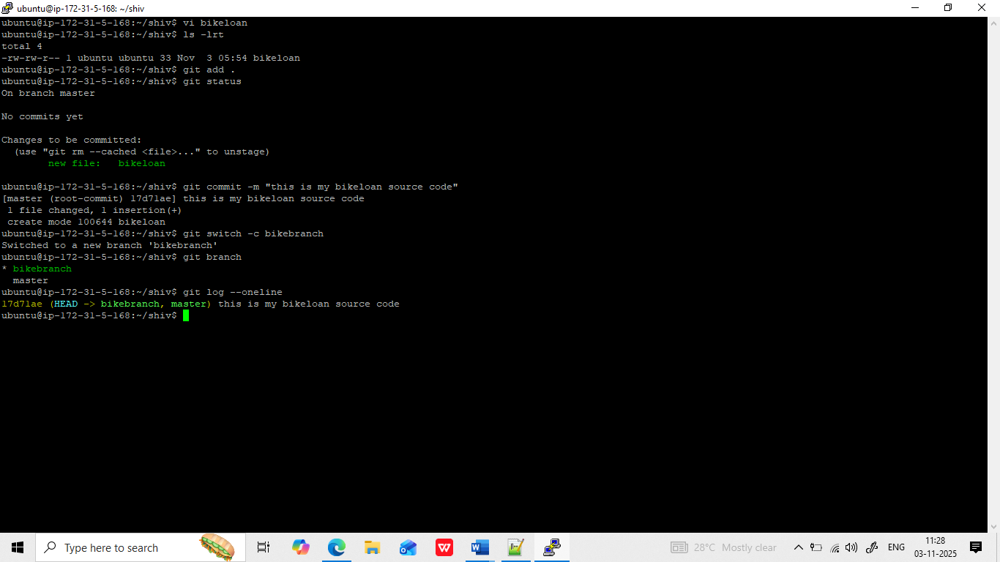 ubuntu@ip-172-31-5-168: ~/shiv
ubuntu@ip-172-31-5-168:~/shiv$ vi bikeloan
ubuntu@ip-172-31-5-168:~/shiv$ ls -lrt
total 4
-rw-rw-r-- 1 ubuntu ubuntu 33 Nov  3 05:54 bikeloan
ubuntu@ip-172-31-5-168:~/shiv$ git add .
ubuntu@ip-172-31-5-168:~/shiv$ git status
On branch master
No commits yet
Changes to be committed:
  (use "git rm --cached <file>..." to unstage)
        new file:   bikeloan
ubuntu@ip-172-31-5-168:~/shiv$ git commit -m "this is my bikeloan source code"
[master (root-commit) 17d71ae] this is my bikeloan source code
 1 file changed, 1 insertion(+)
 create mode 100644 bikeloan
ubuntu@ip-172-31-5-168:~/shiv$ git switch -c bikebranch
Switched to a new branch 'bikebranch'
ubuntu@ip-172-31-5-168:~/shiv$ git branch
* bikebranch
  master
ubuntu@ip-172-31-5-168:~/shiv$ git log --oneline
17d71ae (HEAD -> bikebranch, master) this is my bikeloan source code
ubuntu@ip-172-31-5-168:~/shiv$
Type here to search
28°C Mostly clear
ENG
11:28
03-11-2025